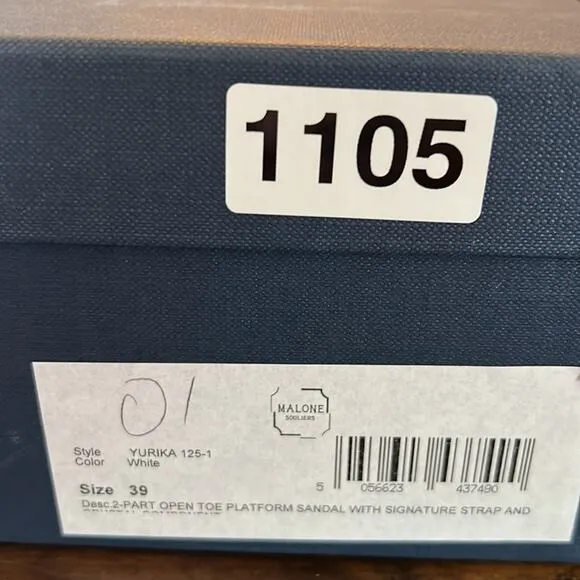 1105
01
MALONE
SOULIERS
Style YURIKA 125-1
Color White
Size 39
5 056623 437490
Desc.2-PART OPEN TOE PLATFORM SANDAL WITH SIGNATURE STRAP AND